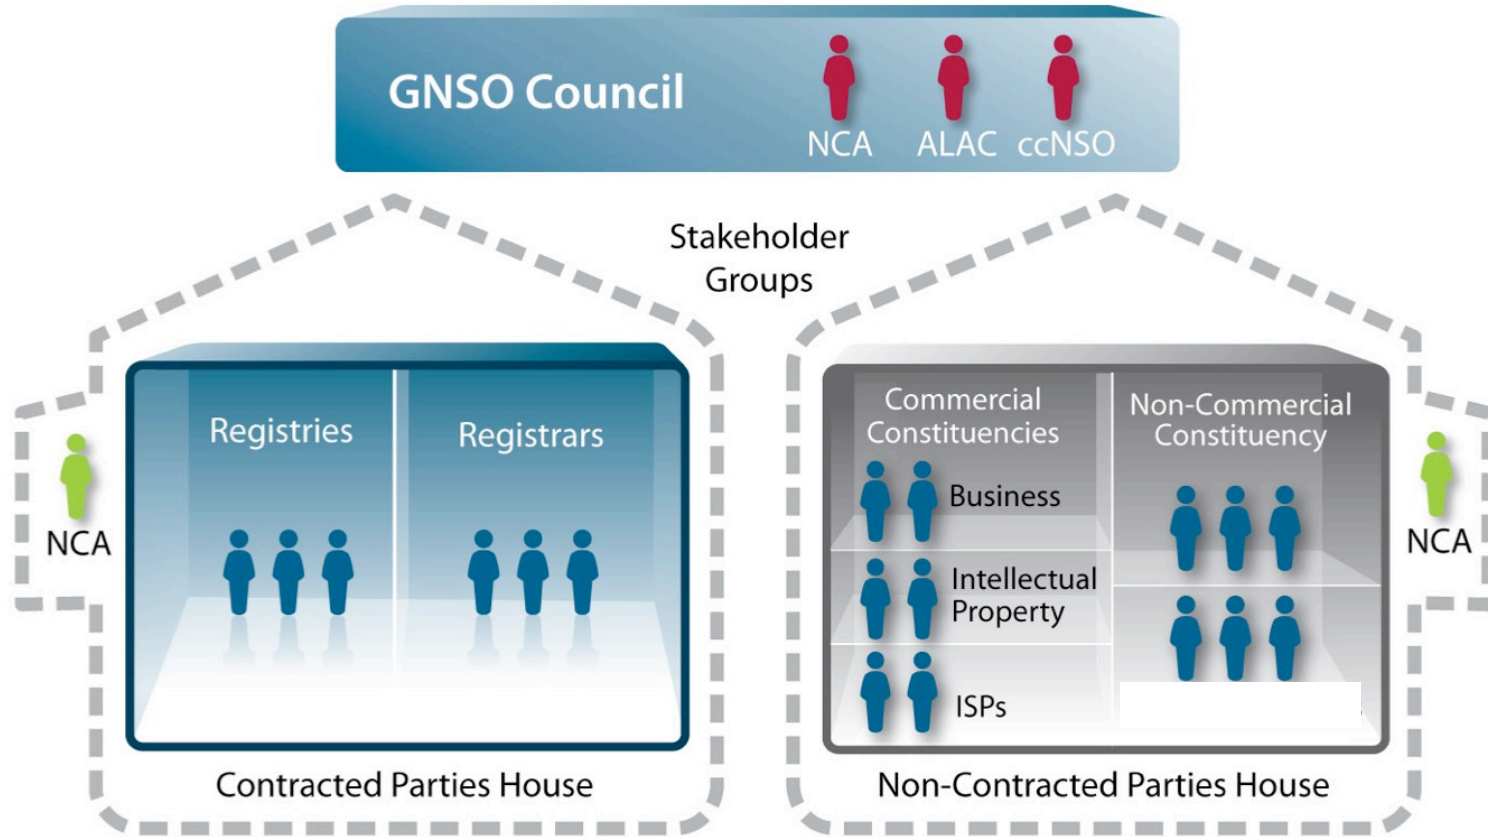 GNSO Council
NCA
ALAC
ccNSO
Stakeholder
Groups
Registries
Registrars
NCA
Contracted Parties House
Commercial
Constituencies
Business
Intellectual
Property
ISPs
Non-Commercial
Constituency
NCA
Non-Contracted Parties House